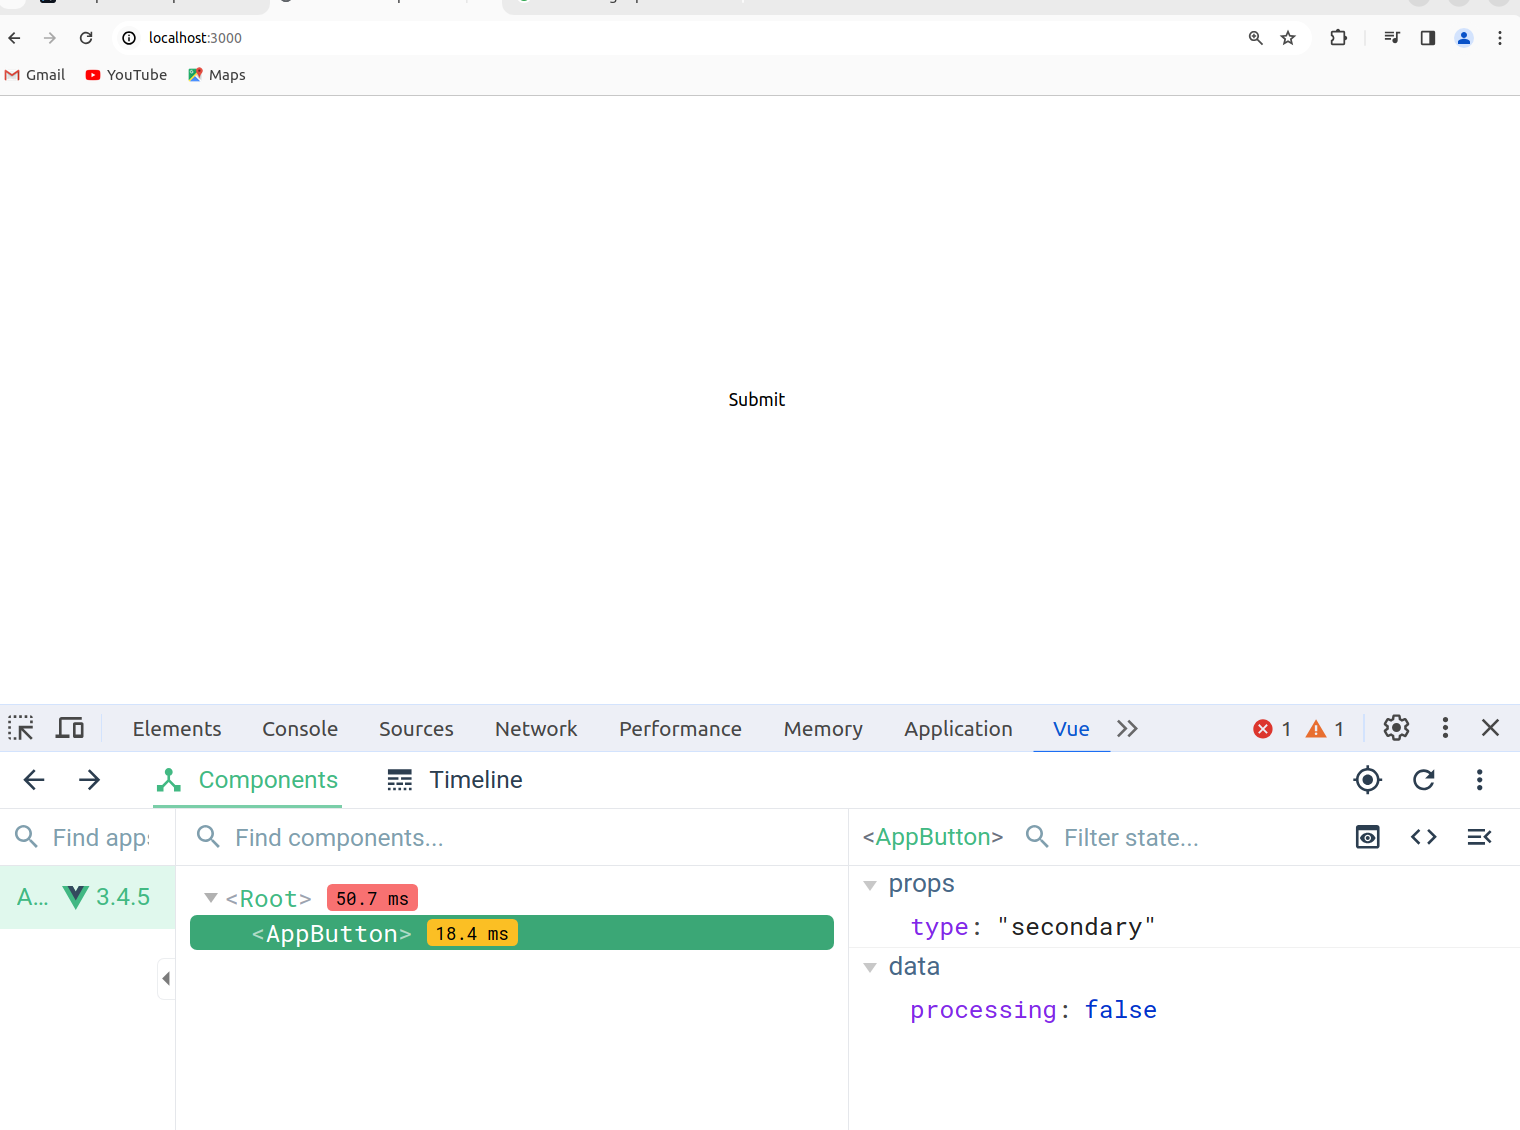 localhost:3000
Gmail YouTube Maps
Submit
Elements Console Sources Network Performance Memory Application Vue 1 1
Components Timeline
Find apps Find components... <AppButton> Filter state...
A... 3.4.5 <Root> 50.7 ms
<AppButton> 18.4 ms
props
type: "secondary"
data
processing: false